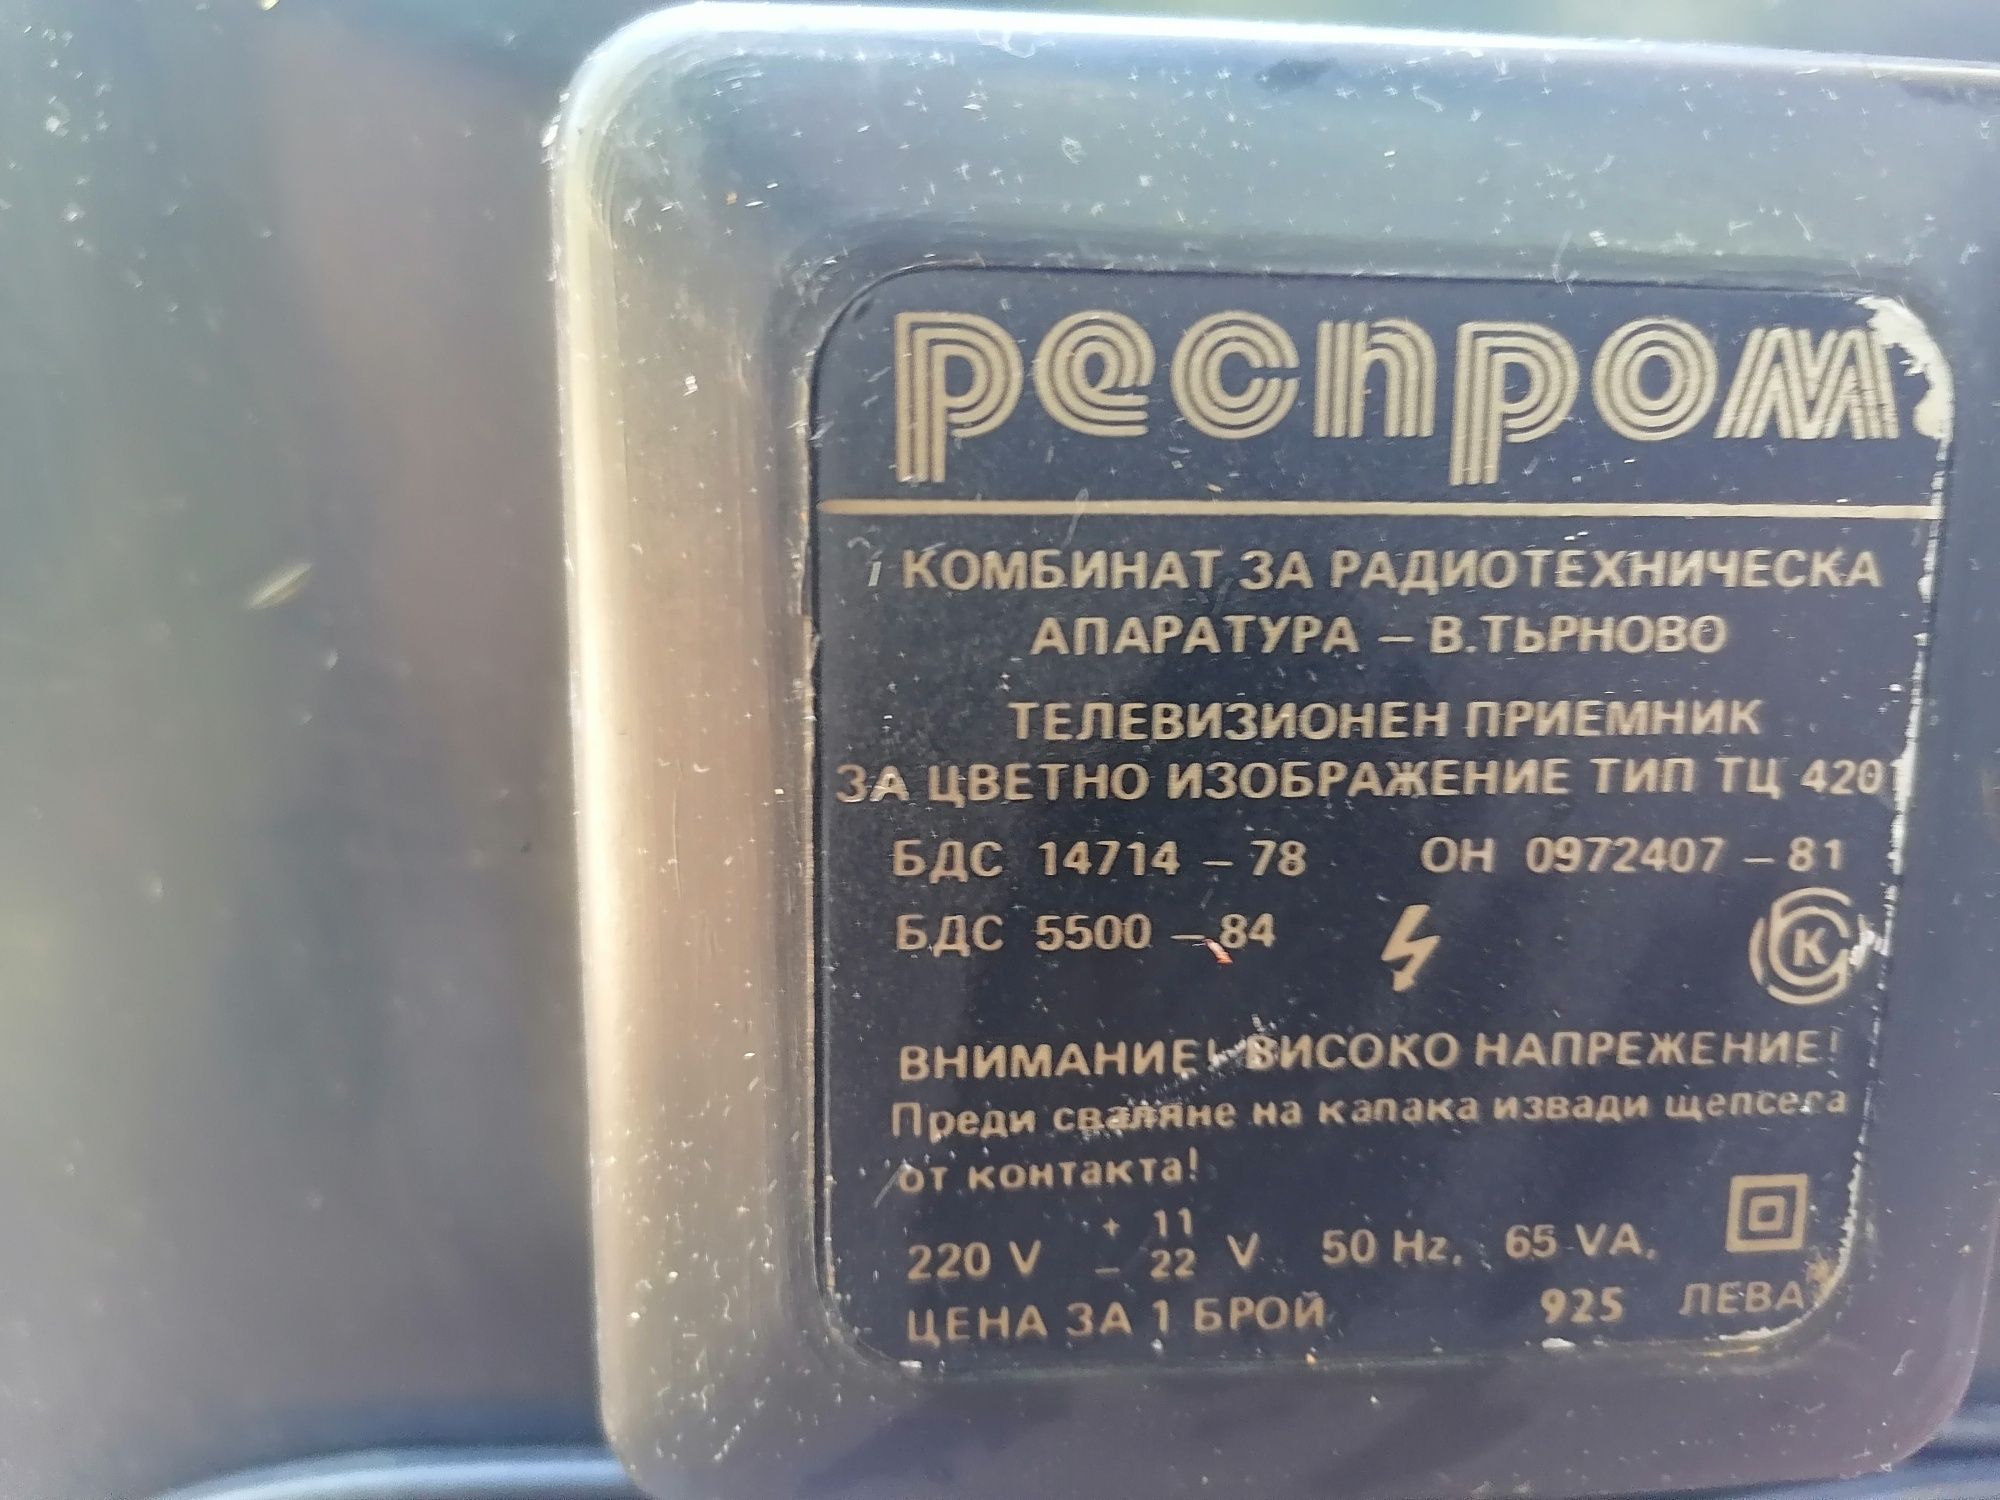 респром
КОМБИНАТ ЗА РАДИОТЕХНИЧЕСКА
АПАРАТУРА – В.ТЪРНОВО
ТЕЛЕВИЗИОНЕН ПРИЕМНИК
ЗА ЦВЕТНО ИЗОБРАЖЕНИЕ ТИП ТЦ 4201
БДС 14714 – 78 ОН 0972407 – 81
БДС 5500 – 84
ВНИМАНИЕ! ВИСОКО НАПРЕЖЕНИЕ!
Преди сваляне на капака извади щепсела
от контакта!
220 V + 11 – 22 V 50 Hz, 65 VA,
ЦЕНА ЗА 1 БРОЙ 925 ЛЕВА